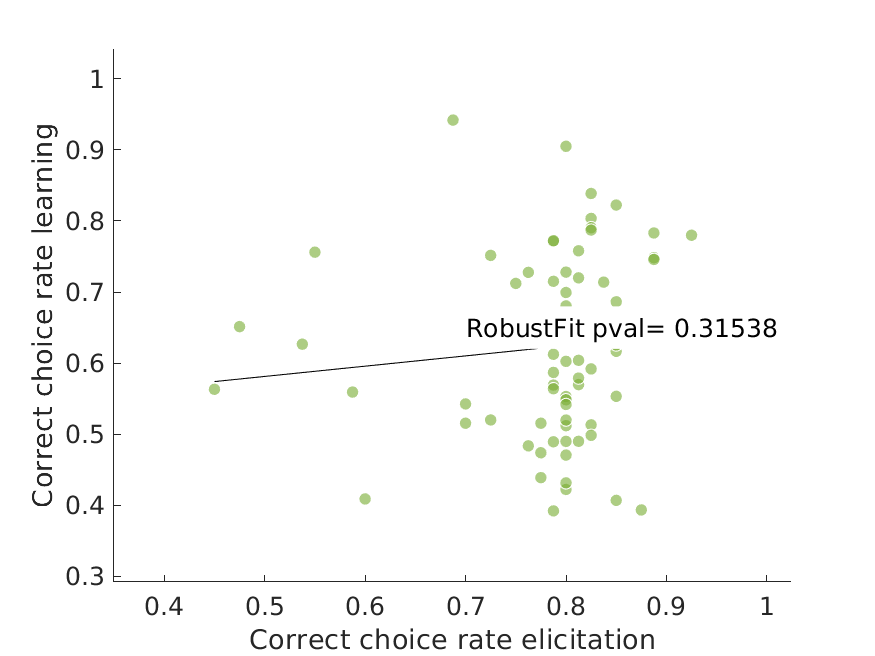 1
0.9
0.8
0.7
0.6
0.5
0.4
0.3
Correct choice rate learning
RobustFit pval= 0.31538
0.4 0.5 0.6 0.7 0.8 0.9 1
Correct choice rate elicitation